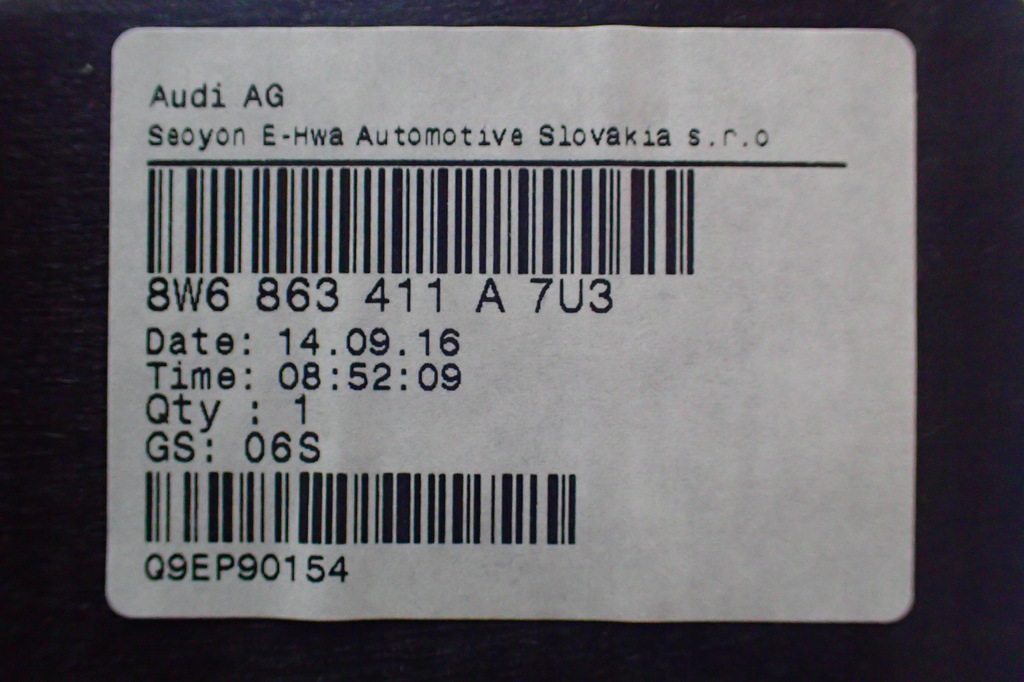 Audi AG
Seoyon E-Hwa Automotive Slovakia s.r.o
8W6 863 411 A 7U3
Date: 14.09.16
Time: 08:52:09
Qty : 1
GS: 06S
Q9EP90154